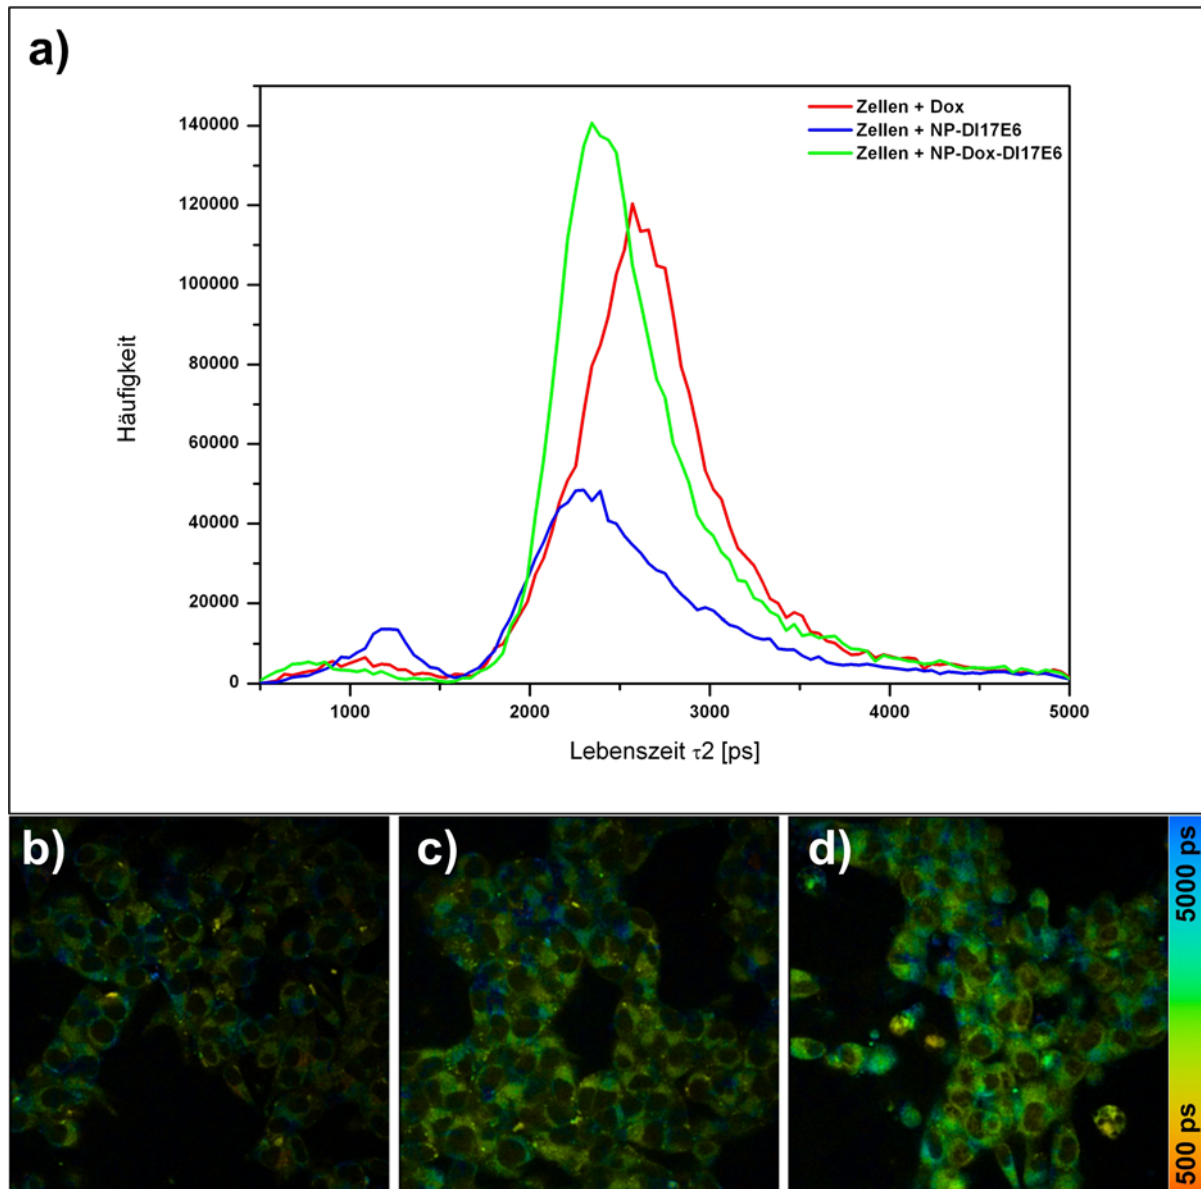 a)
Zellen + Dox
Zellen + NP-DI17E6
Zellen + NP-Dox-DI17E6
140000
120000
100000
80000
60000
40000
20000
0
Häufigkeit
1000 2000 3000 4000 5000
Lebenszeit τ2 [ps]
b) c) d)
5000 ps
500 ps